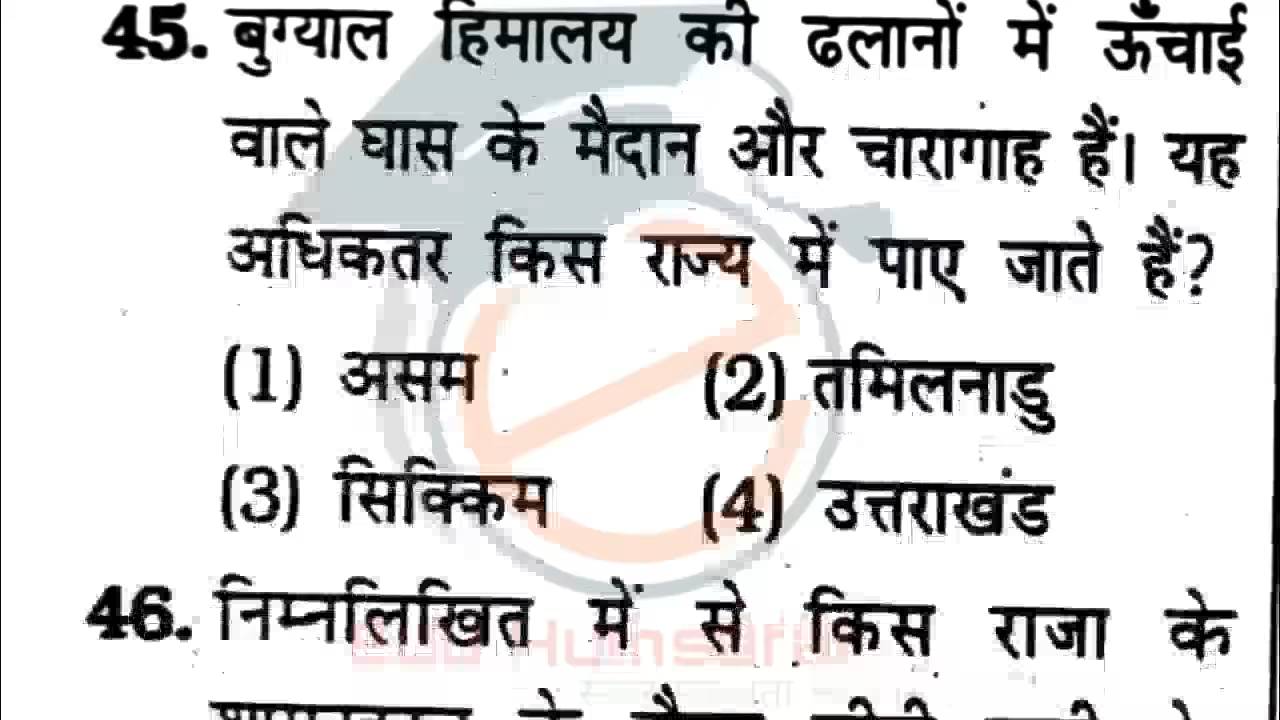 45. बुग्याल हिमालय की ढलानों में ऊँचाई
वाले घास के मैदान और चारागाह हैं। यह
अधिकतर किस राज्य में पाए जाते हैं?
(1) असम (2) तमिलनाडु
(3) सिक्किम (4) उत्तराखंड
46. निम्नलिखित में से किस राजा के